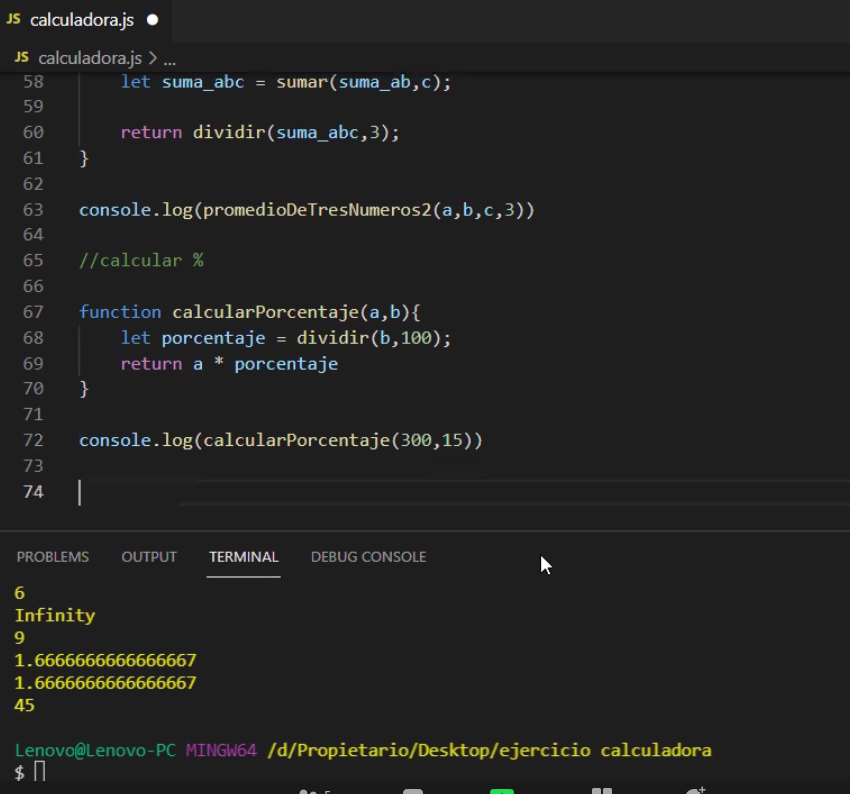 JS calculadora.js
JS calculadora.js > ...
58 let suma_abc = sumar(suma_ab,c);
59
60 return dividir(suma_abc,3);
61 }
62
63 console.log(promedioDeTresNumeros2(a,b,c,3))
64
65 //calcular %
66
67 function calcularPorcentaje(a,b){
68 let porcentaje = dividir(b,100);
69 return a * porcentaje
70 }
71
72 console.log(calcularPorcentaje(300,15))
73
74
PROBLEMS OUTPUT TERMINAL DEBUG CONSOLE
6
Infinity
9
1.6666666666666667
1.6666666666666667
45
Lenovo@Lenovo-PC MINGW64 /d/Propietario/Desktop/ejercicio calculadora
$